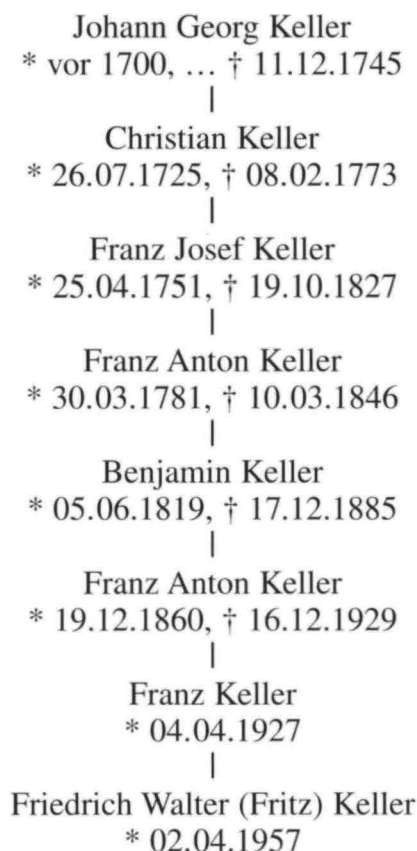 Johann Georg Keller
* vor 1700, ... † 11.12.1745
Christian Keller
* 26.07.1725, † 08.02.1773
Franz Josef Keller
* 25.04.1751, † 19.10.1827
Franz Anton Keller
* 30.03.1781, † 10.03.1846
Benjamin Keller
* 05.06.1819, † 17.12.1885
Franz Anton Keller
* 19.12.1860, † 16.12.1929
Franz Keller
* 04.04.1927
Friedrich Walter (Fritz) Keller
* 02.04.1957